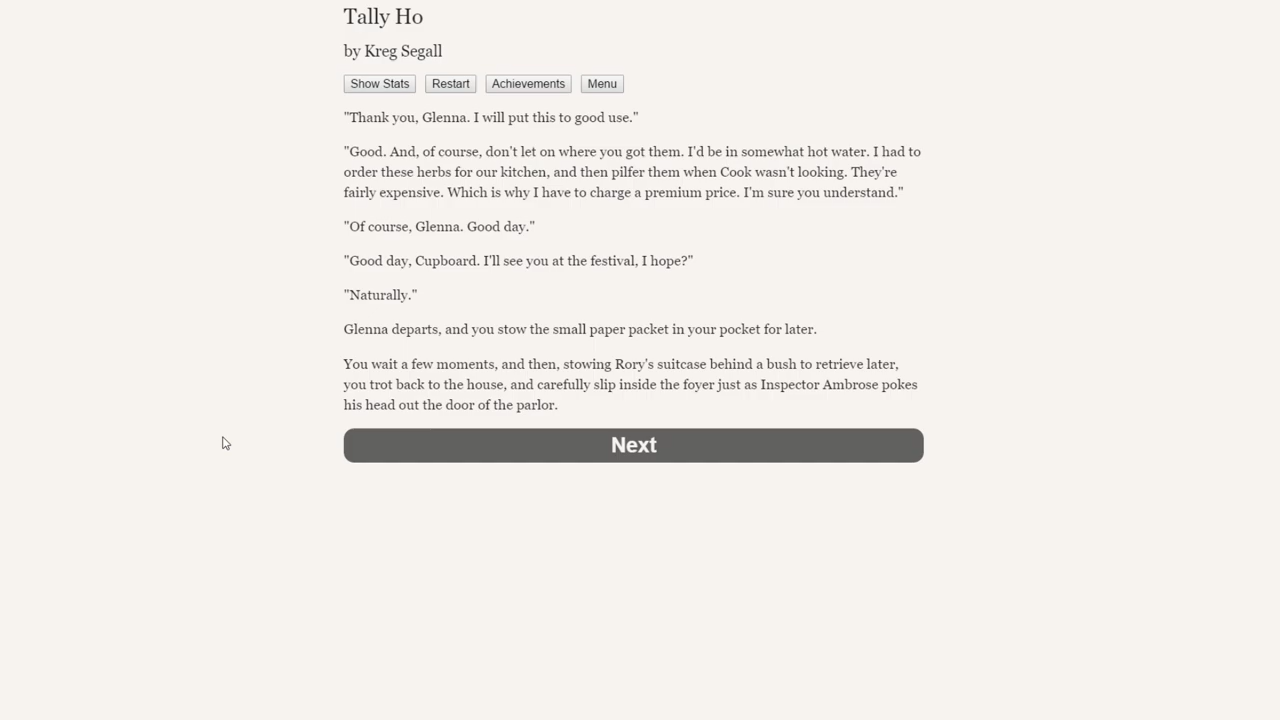 Tally Ho
by Kreg Segall
Show Stats Restart Achievements Menu
"Thank you, Glenna. I will put this to good use."
"Good. And, of course, don't let on where you got them. I'd be in somewhat hot water. I had to
order these herbs for our kitchen, and then pilfer them when Cook wasn't looking. They're
fairly expensive. Which is why I have to charge a premium price. I'm sure you understand."
"Of course, Glenna. Good day."
"Good day, Cupboard. I'll see you at the festival, I hope?"
"Naturally."
Glenna departs, and you stow the small paper packet in your pocket for later.
You wait a few moments, and then, stowing Rory's suitcase behind a bush to retrieve later,
you trot back to the house, and carefully slip inside the foyer just as Inspector Ambrose pokes
his head out the door of the parlor.
Next